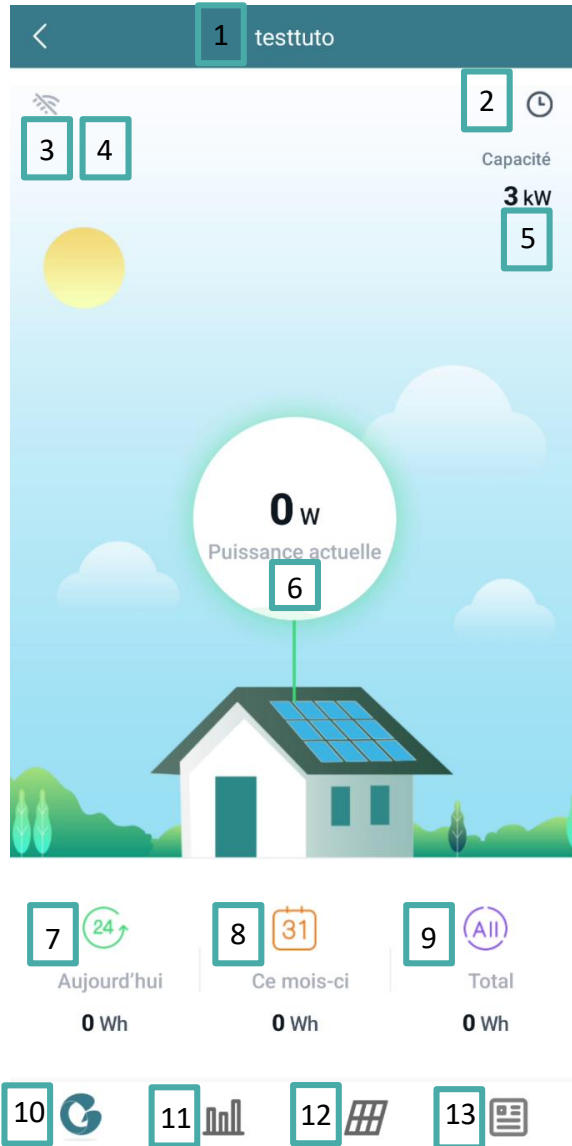 1 testtuto
2
3 4
Capacité
3 kW
5
0 W
Puissance actuelle
6
7 24 8 31 9 All
Aujourd'hui Ce mois-ci Total
0 Wh 0 Wh 0 Wh
10 11 12 13